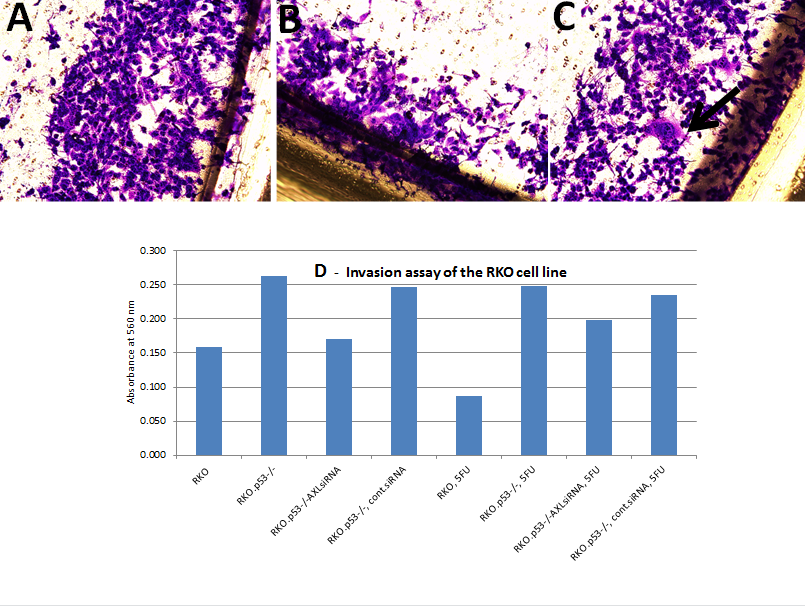 A
B
C
D - Invasion assay of the RKO cell line
Absorbance at 560 nm
0.300
0.250
0.200
0.150
0.100
0.050
0.000
RKO
RKO.p53-/-
RKO.p53-/-AXLsiRNA
RKO.p53-/-, cont.siRNA
RKO, 5FU
RKO.p53-/-, 5FU
RKO.p53-/-AXLsiRNA, 5FU
RKO.p53-/-, cont.siRNA, 5FU